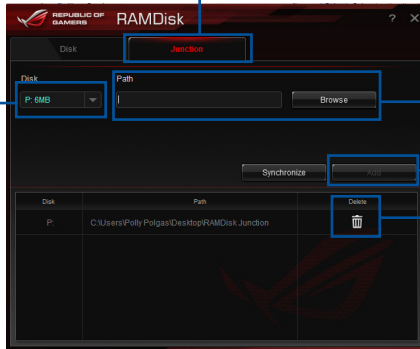 REPUBLIC OF
GAMERS
RAMDisk
? X
Disk
Junction
Disk
Path
P: 6MB
Browse
Synchronize
Add
Disk
Path
Delete
P:
C:\Users\Polly Polgas\Desktop\RAMDisk Junction